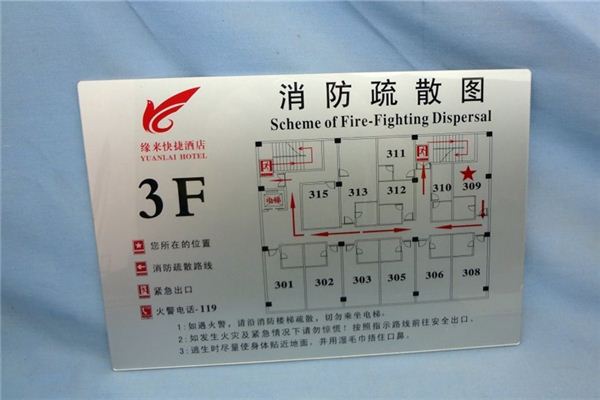 缘来快捷酒店
YUANLAI HOTEL
消防疏散图
Scheme of Fire-Fighting Dispersal
3F
您所在的位置
消防疏散路线
紧急出口
火警电话-119
311
315
313
312
310
309
电梯
301
302
303
305
306
308
1:如遇火警,请沿消防楼梯疏散,切勿乘坐电梯。
2:如发生火灾及紧急情况下请勿惊慌!按照指示路线前往安全出口。
3:逃生时尽量使身体贴近地面,并用湿毛巾捂住口鼻。